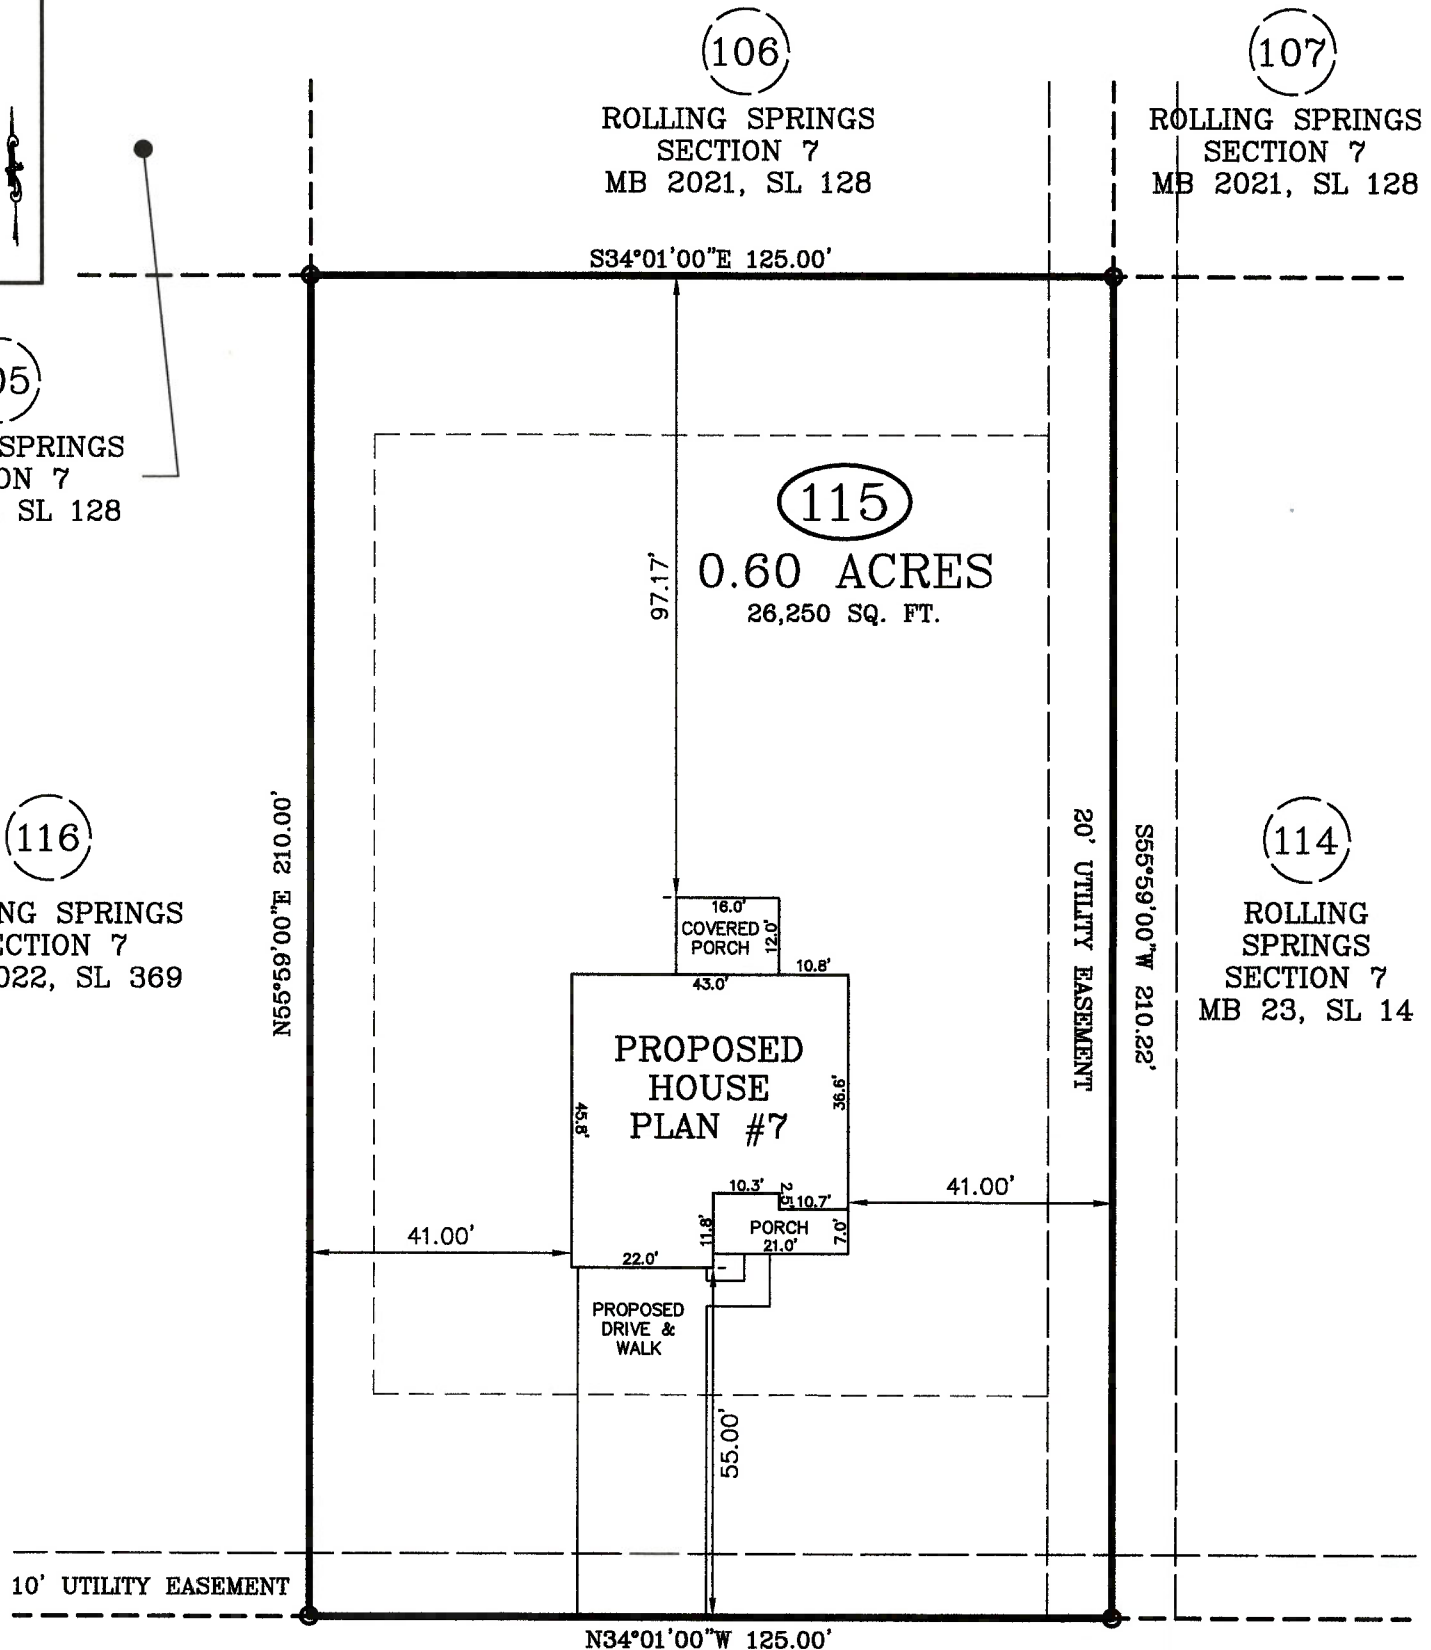 106
ROLLING SPRINGS
SECTION 7
MB 2021, SL 128
107
ROLLING SPRINGS
SECTION 7
MB 2021, SL 128
S34°01'00"E 125.00'
05
SPRINGS
ON 7
SL 128
115
0.60 ACRES
26,250 SQ. FT.
97.17'
116
NG SPRINGS
ECTION 7
022, SL 369
N55°59'00"E 210.00'
20' UTILITY EASEMENT
S55°59'00"W 210.22'
114
ROLLING
SPRINGS
SECTION 7
MB 23, SL 14
16.0'
COVERED
PORCH
12.0'
10.8'
43.0'
PROPOSED
HOUSE
PLAN #7
45.8'
36.6'
10.3'
2.5'
10.7'
11.8'
PORCH
21.0'
7.0'
41.00'
41.00'
22.0'
PROPOSED
DRIVE &
WALK
55.00'
10' UTILITY EASEMENT
N34°01'00"W 125.00'